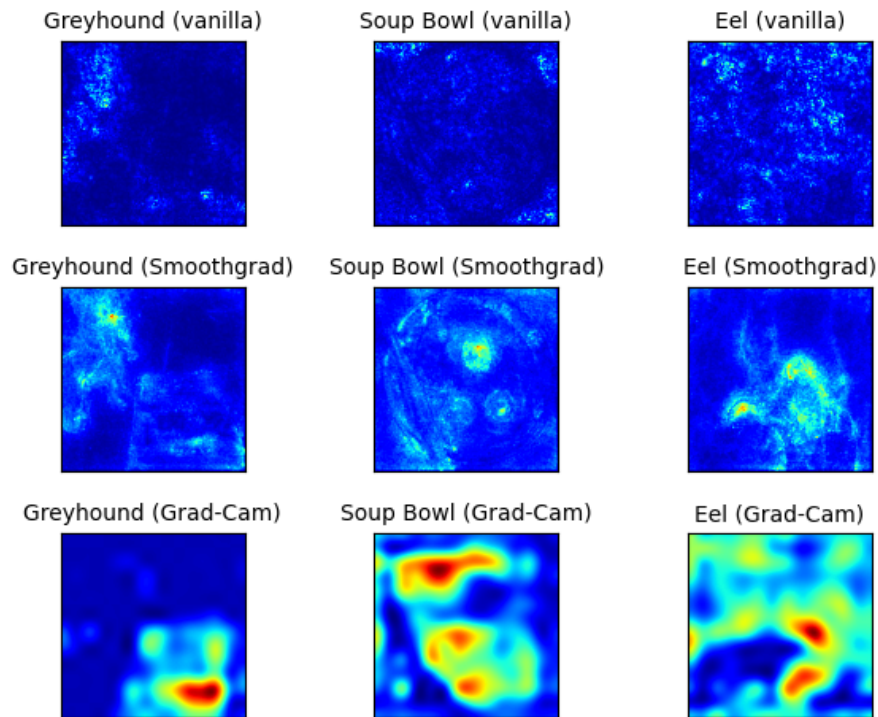 Greyhound (vanilla)
Soup Bowl (vanilla)
Eel (vanilla)
Greyhound (Smoothgrad)
Soup Bowl (Smoothgrad)
Eel (Smoothgrad)
Greyhound (Grad-Cam)
Soup Bowl (Grad-Cam)
Eel (Grad-Cam)